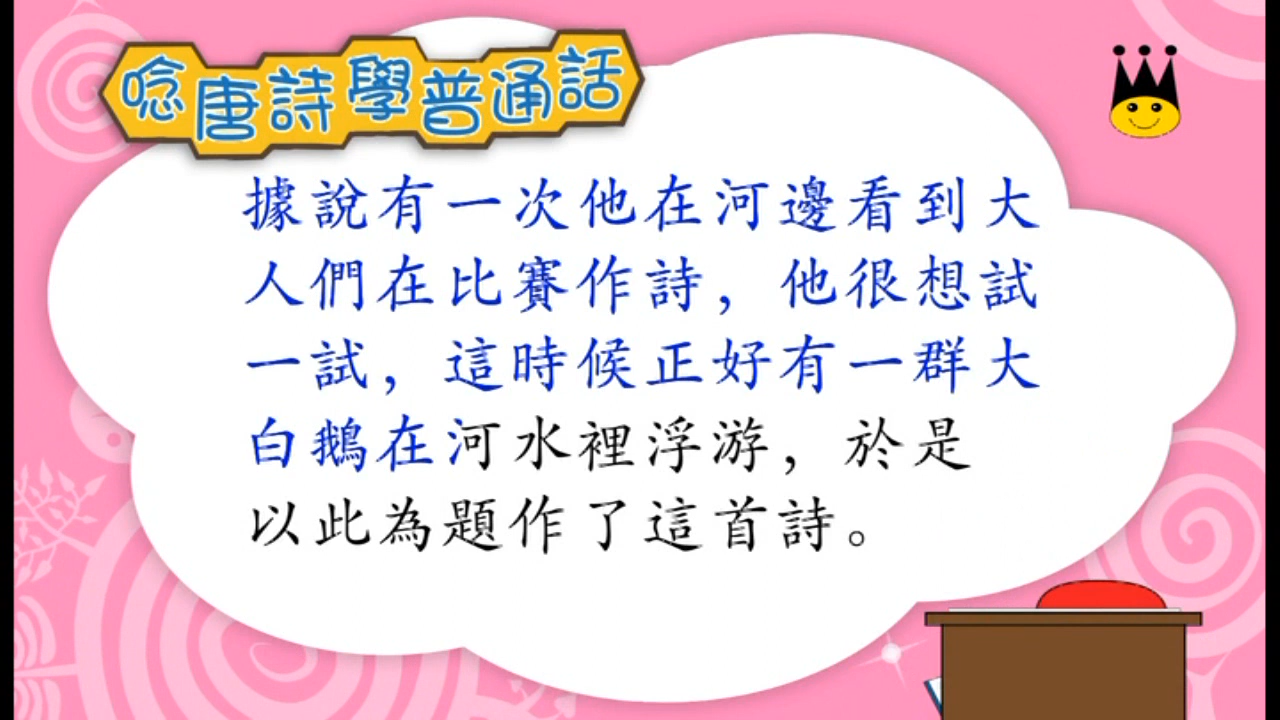 唸唐詩學普通話
據說有一次他在河邊看到大
人們在比賽作詩，他很想試
一試，這時候正好有一群大
白鵝在河水裡浮游，於是
以此為題作了這首詩。